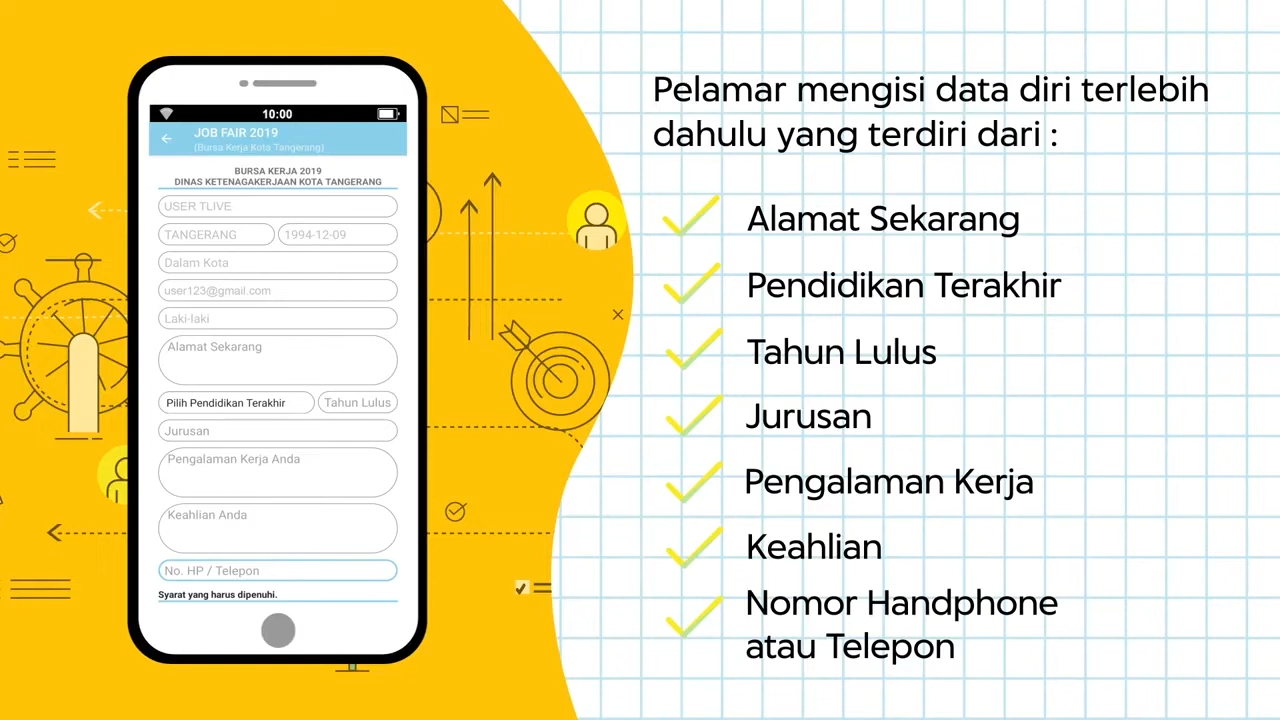 10:00
JOB FAIR 2019
(Bursa Kerja Kota Tangerang)
BURSA KERJA 2019
DINAS KETENAGAKERJAAN KOTA TANGERANG
USER TLIVE
TANGERANG
1994-12-09
Dalam Kota
user123@gmail.com
Laki-laki
Alamat Sekarang
Pilih Pendidikan Terakhir
Tahun Lulus
Jurusan
Pengalaman Kerja Anda
Keahlian Anda
No. HP / Telepon
Syarat yang harus dipenuhi.
Pelamar mengisi data diri terlebih
dahulu yang terdiri dari :
Alamat Sekarang
Pendidikan Terakhir
Tahun Lulus
Jurusan
Pengalaman Kerja
Keahlian
Nomor Handphone
atau Telepon